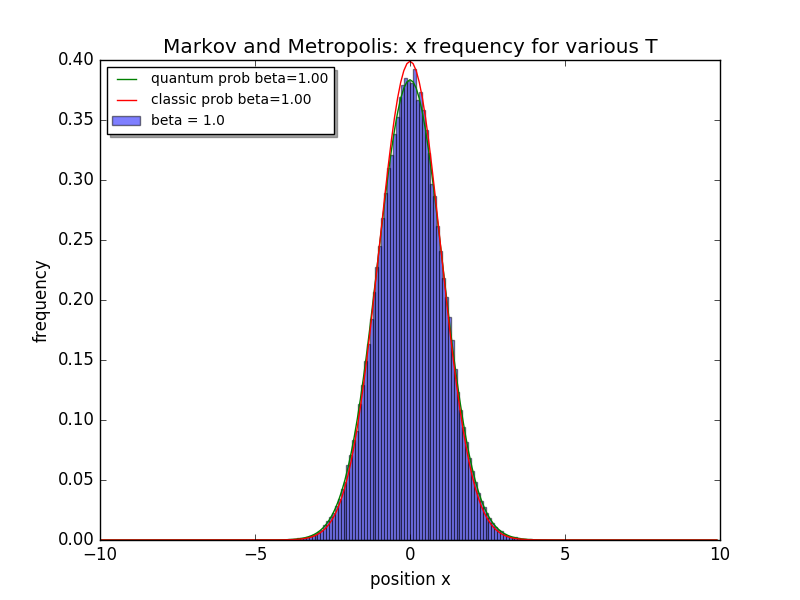 Markov and Metropolis: x frequency for various T
quantum prob beta=1.00
classic prob beta=1.00
beta = 1.0
0.40
0.35
0.30
0.25
0.20
0.15
0.10
0.05
0.00
frequency
−10
−5
0
5
10
position x